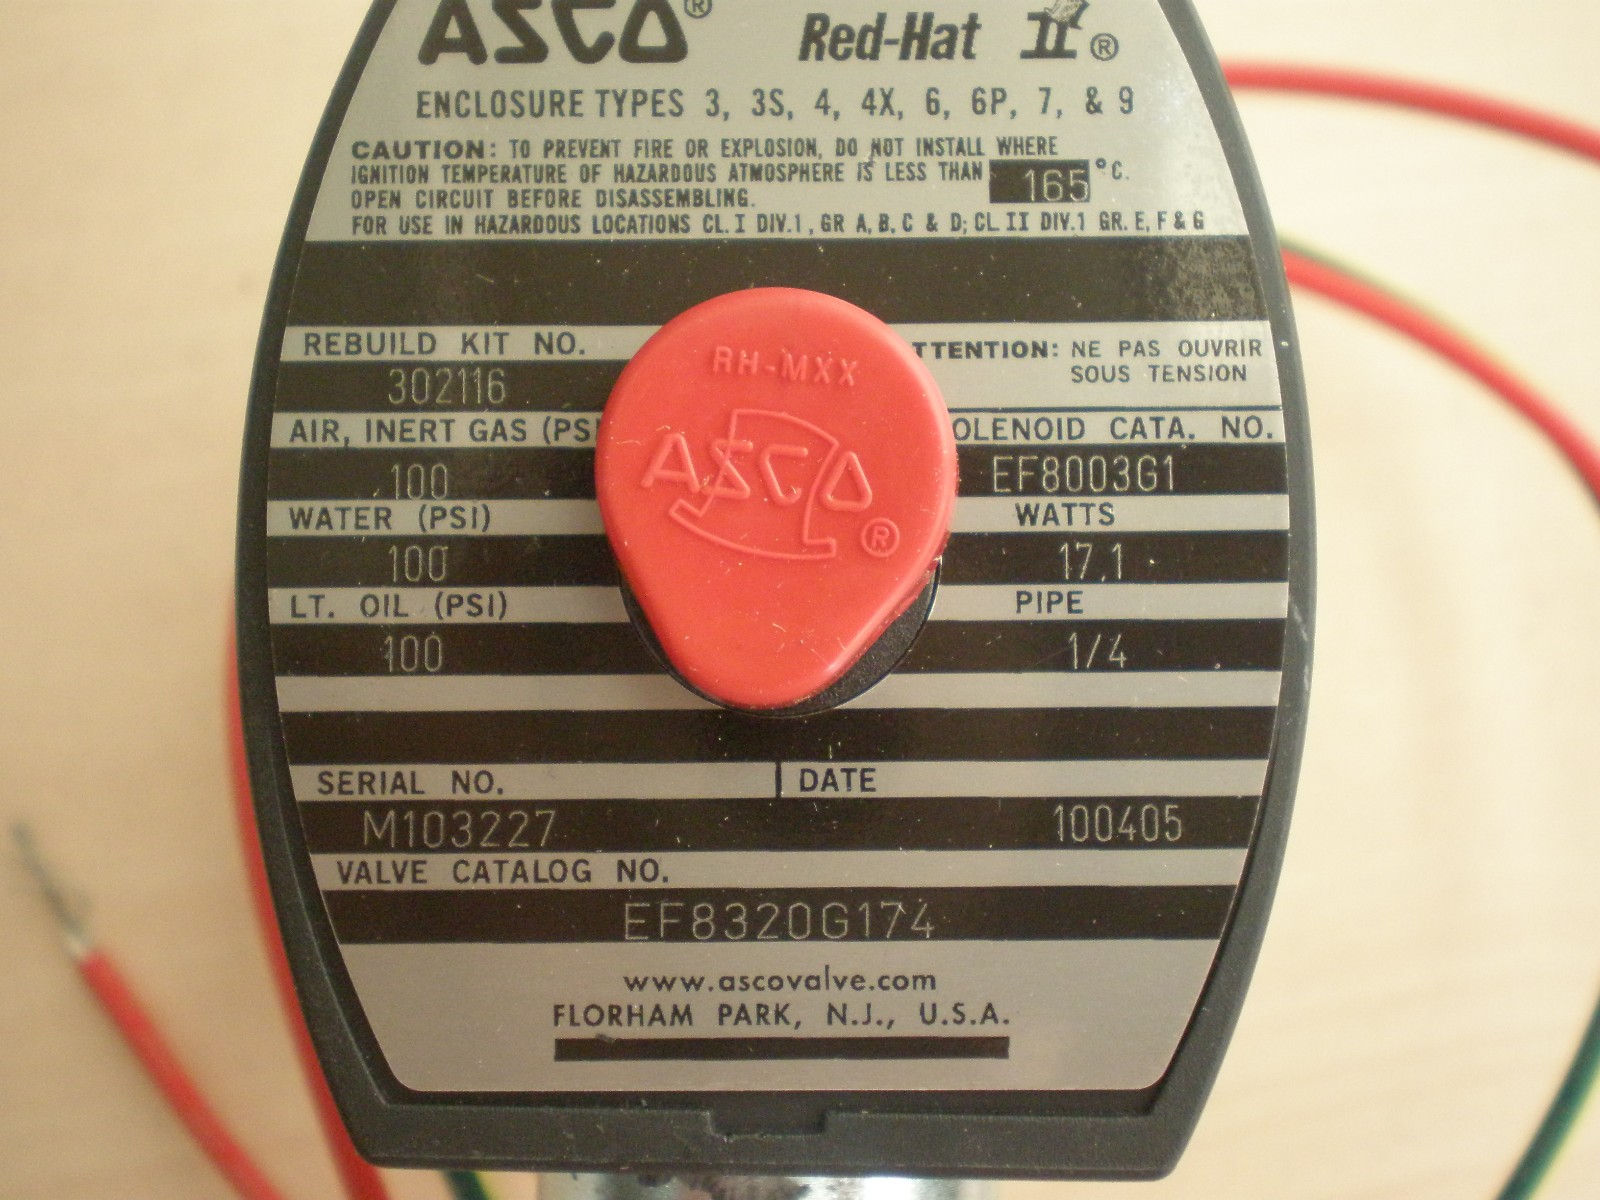 ASCO®
Red-Hat II®
ENCLOSURE TYPES 3, 3S, 4, 4X, 6, 6P, 7, & 9
CAUTION: TO PREVENT FIRE OR EXPLOSION, DO NOT INSTALL WHERE
IGNITION TEMPERATURE OF HAZARDOUS ATMOSPHERE IS LESS THAN 165 °C.
OPEN CIRCUIT BEFORE DISASSEMBLING.
FOR USE IN HAZARDOUS LOCATIONS CL. I DIV.1, GR A, B, C & D; CL. II DIV.1 GR. E, F & G
REBUILD KIT NO.
302116
TTENTION: NE PAS OUVRIR
SOUS TENSION
RH-MXX
ASCO®
AIR, INERT GAS (PSI
100
OLENOID CATA. NO.
EF8003G1
WATER (PSI)
100
WATTS
17.1
LT. OIL (PSI)
100
PIPE
1/4
SERIAL NO.
DATE
M103227
100405
VALVE CATALOG NO.
EF8320G174
www.ascovalve.com
FLORHAM PARK, N.J., U.S.A.